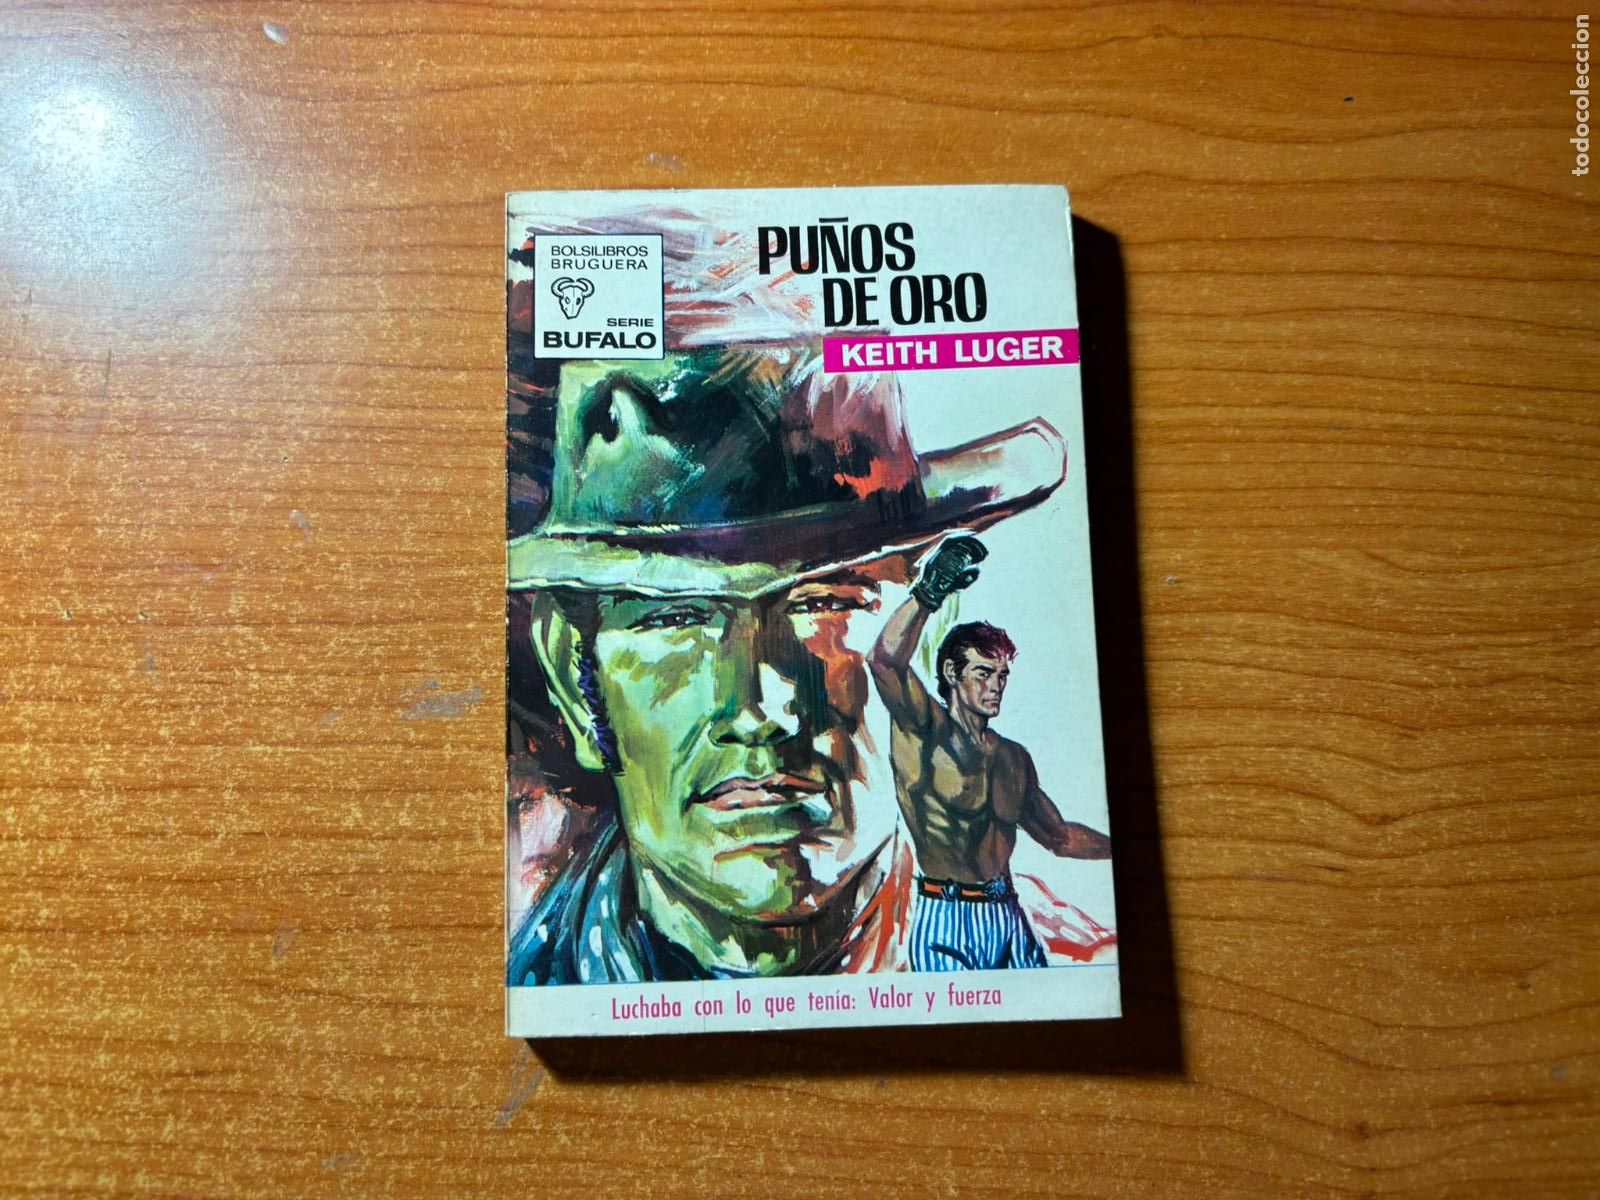 BOLSILIBROS
BRUGUERA
SERIE
BUFALO
PUÑOS
DE ORO
KEITH LUGER
Luchaba con lo que tenía: Valor y fuerza
todocoleccion